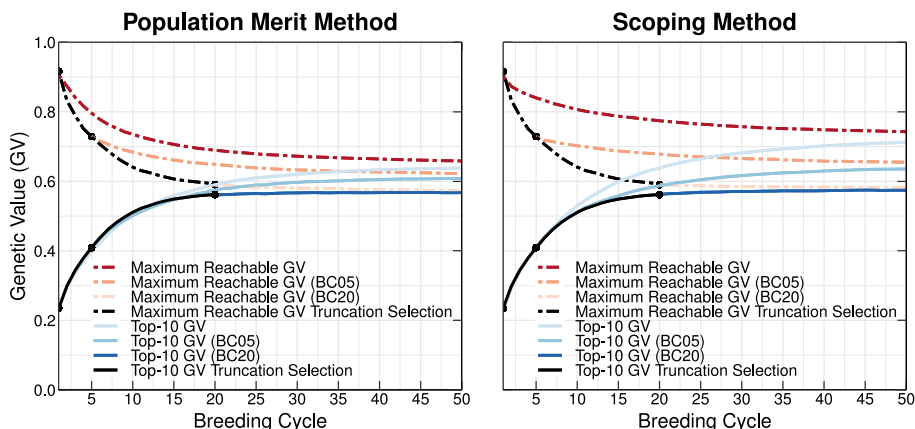 Population Merit Method
Scoping Method
Genetic Value (GV)
1.0
0.8
0.6
0.4
0.2
0.0
Maximum Reachable GV
Maximum Reachable GV (BC05)
Maximum Reachable GV (BC20)
Maximum Reachable GV Truncation Selection
Top-10 GV
Top-10 GV (BC05)
Top-10 GV (BC20)
Top-10 GV Truncation Selection
5 10 15 20 25 30 35 40 45 50
Breeding Cycle
Maximum Reachable GV
Maximum Reachable GV (BC05)
Maximum Reachable GV (BC20)
Maximum Reachable GV Truncation Selection
Top-10 GV
Top-10 GV (BC05)
Top-10 GV (BC20)
Top-10 GV Truncation Selection
5 10 15 20 25 30 35 40 45 50
Breeding Cycle